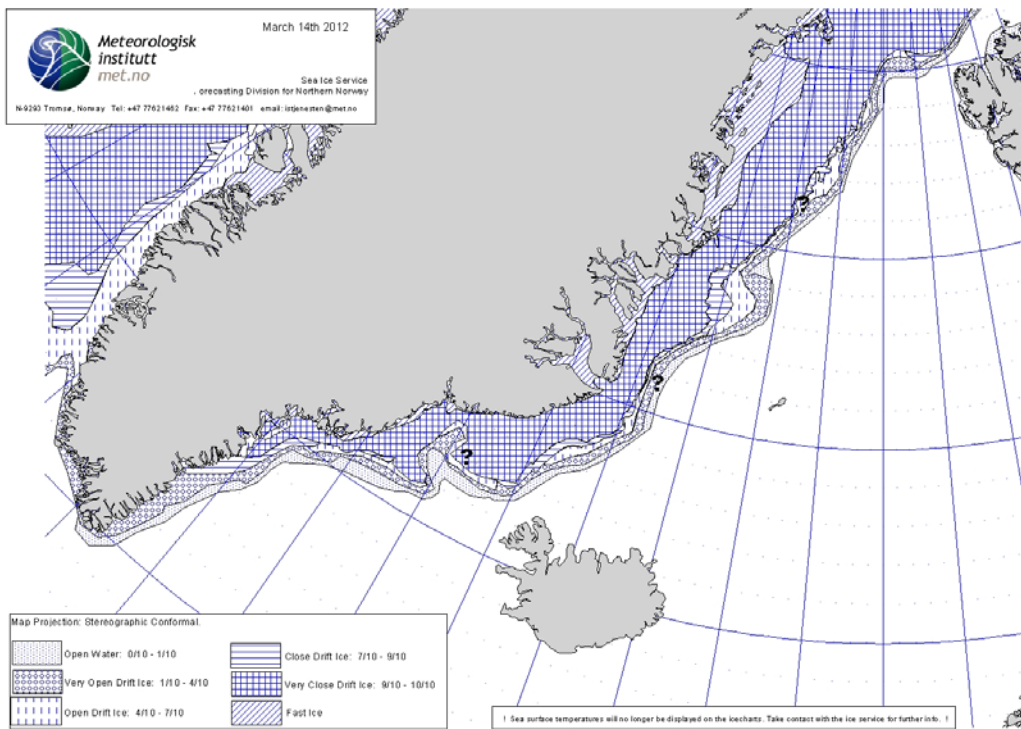 March 14th 2012
Meteorologisk
institutt
met.no
Sea Ice Service
. orecasting Division for Northern Norway
N-9293 Tromsø, Norway Tel: +47 77621462 Fax: +47 77621401 email: istjenesten@met.no
?
?
?
Map Projection: Stereographic Conformal.
Open Water: 0/10 - 1/10
Very Open Drift Ice: 1/10 - 4/10
Open Drift Ice: 4/10 - 7/10
Close Drift Ice: 7/10 - 9/10
Very Close Drift Ice: 9/10 - 10/10
Fast Ice
! Sea surface temperatures will no longer be displayed on the icecharts. Take contact with the ice service for further info. !